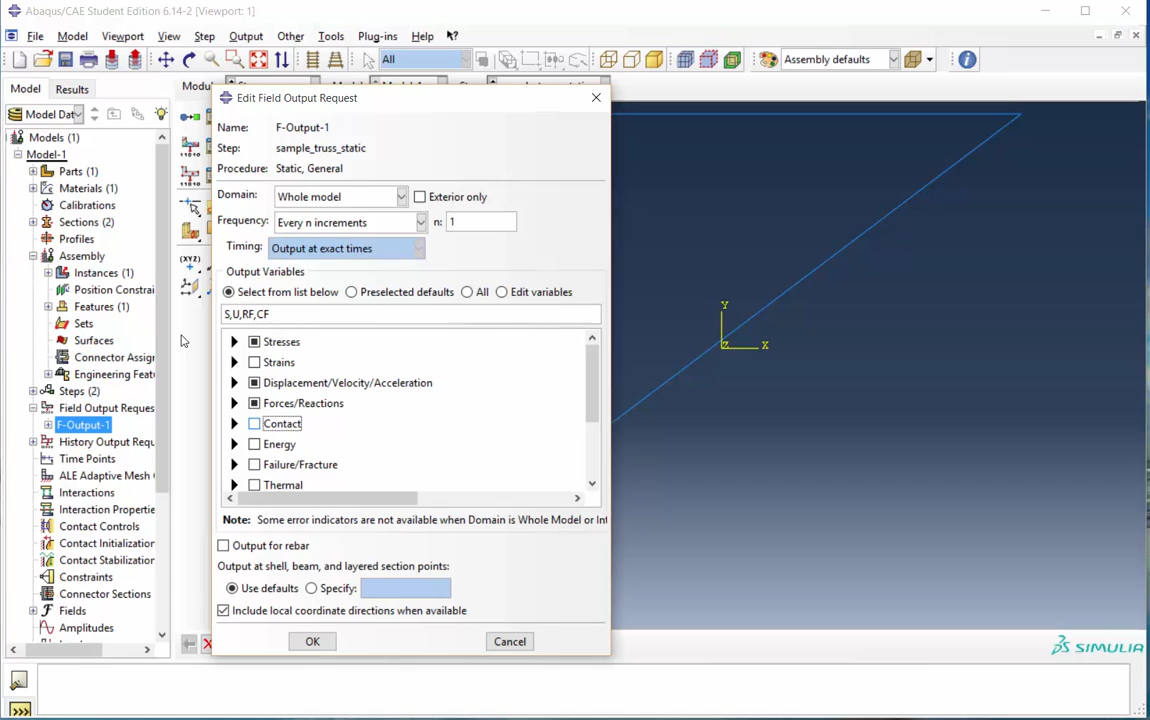 Abaqus/CAE Student Edition 6.14-2 [Viewport: 1]
File Model Viewport View Step Output Other Tools Plug-ins Help
All Assembly defaults
Model Results
Model Dat
Models (1)
Model-1
Parts (1)
Materials (1)
Calibrations
Sections (2)
Profiles
Assembly
Instances (1)
Position Constrai
Features (1)
Sets
Surfaces
Connector Assign
Engineering Feat
Steps (2)
Field Output Reques
F-Output-1
History Output Requ
Time Points
ALE Adaptive Mesh
Interactions
Interaction Propertie
Contact Controls
Contact Initialization
Contact Stabilization
Constraints
Connector Sections
Fields
Amplitudes
Modu
(XYZ)
Edit Field Output Request
Name: F-Output-1
Step: sample_truss_static
Procedure: Static, General
Domain: Whole model Exterior only
Frequency: Every n increments n: 1
Timing: Output at exact times
Output Variables
Select from list below Preselected defaults All Edit variables
S,U,RF,CF
Stresses
Strains
Displacement/Velocity/Acceleration
Forces/Reactions
Contact
Energy
Failure/Fracture
Thermal
Note: Some error indicators are not available when Domain is Whole Model or Int
Output for rebar
Output at shell, beam, and layered section points:
Use defaults Specify:
Include local coordinate directions when available
OK Cancel
Y
Z X
SIMULIA
>>>